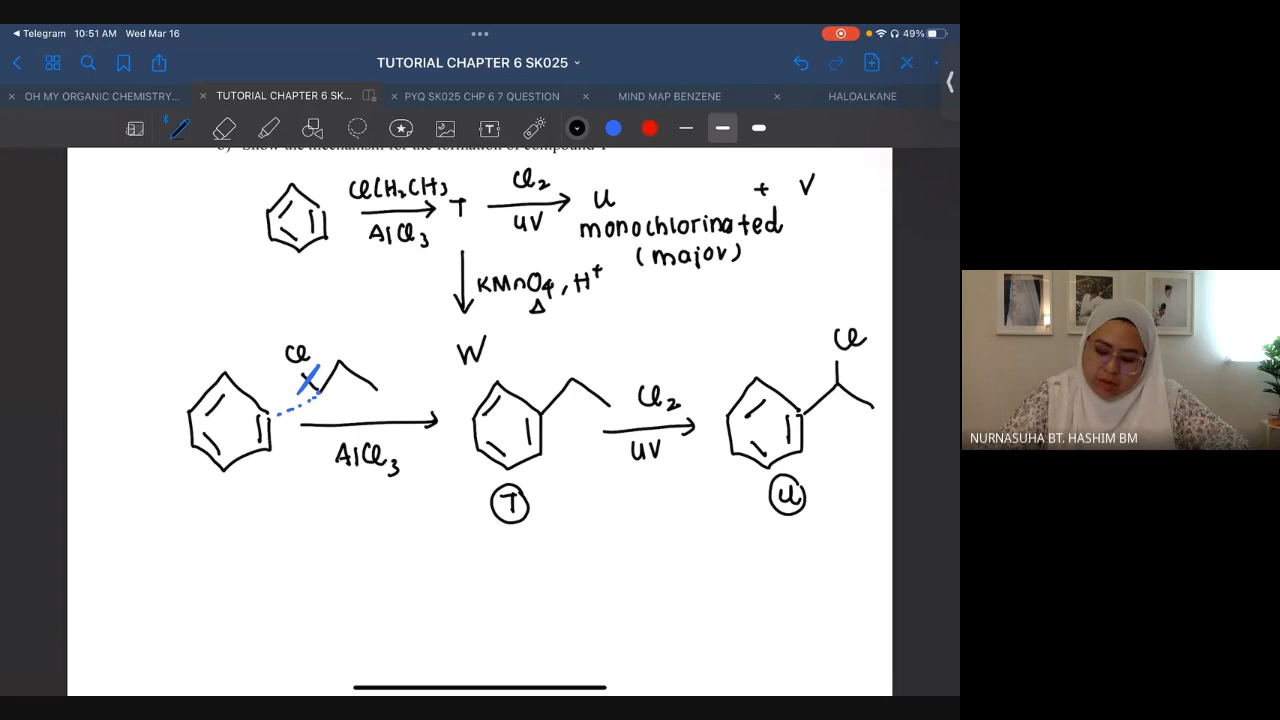 Telegram 10:51 AM Wed Mar 16
49%
TUTORIAL CHAPTER 6 SK025
OH MY ORGANIC CHEMISTRY...
TUTORIAL CHAPTER 6 SK...
PYQ SK025 CHP 6 7 QUESTION
MIND MAP BENZENE
HALOALKANE
b) Show the mechanism for the formation of compound T
ClCH2CH3
AlCl3
T
Cl2
UV
U + V
monochlorinated
(major)
KMnO4, H+
Δ
W
Cl
AlCl3
Cl2
UV
Cl
T
U
NURNASUHA BT. HASHIM BM